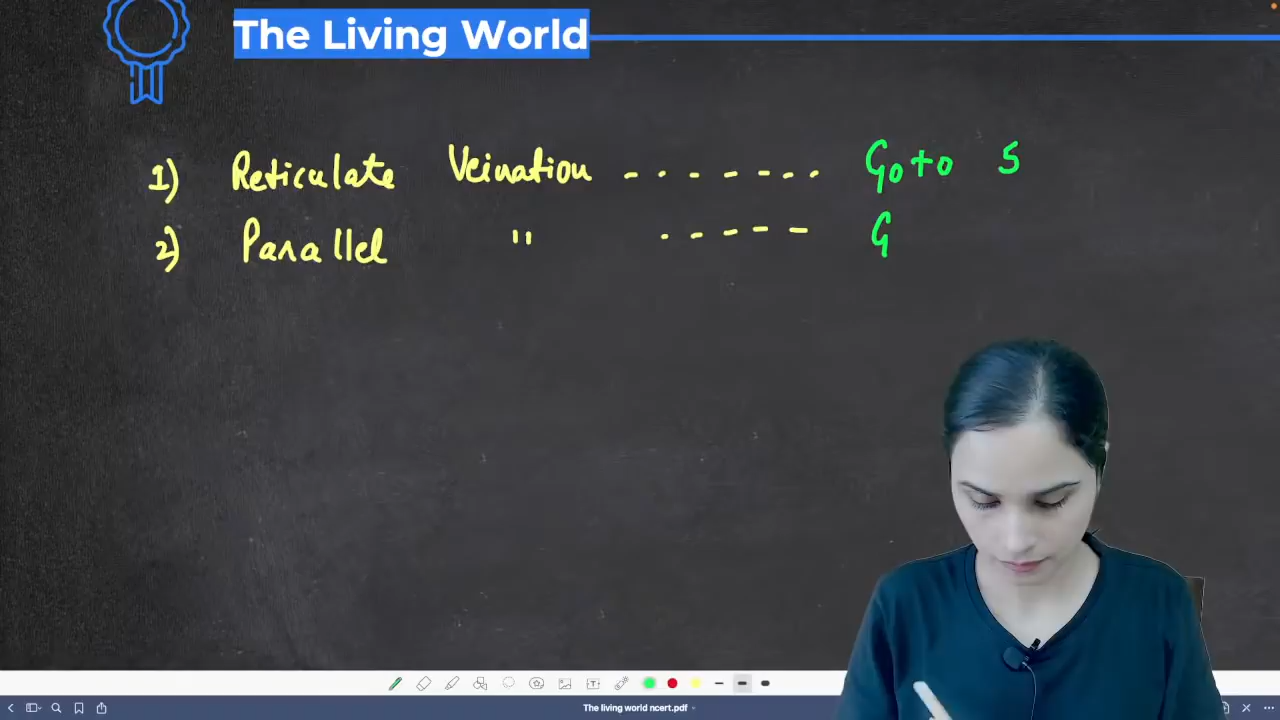 The Living World
1) Reticulate Veination ....... Go to 5
2) Parallel " ..... G
The living world ncert.pdf